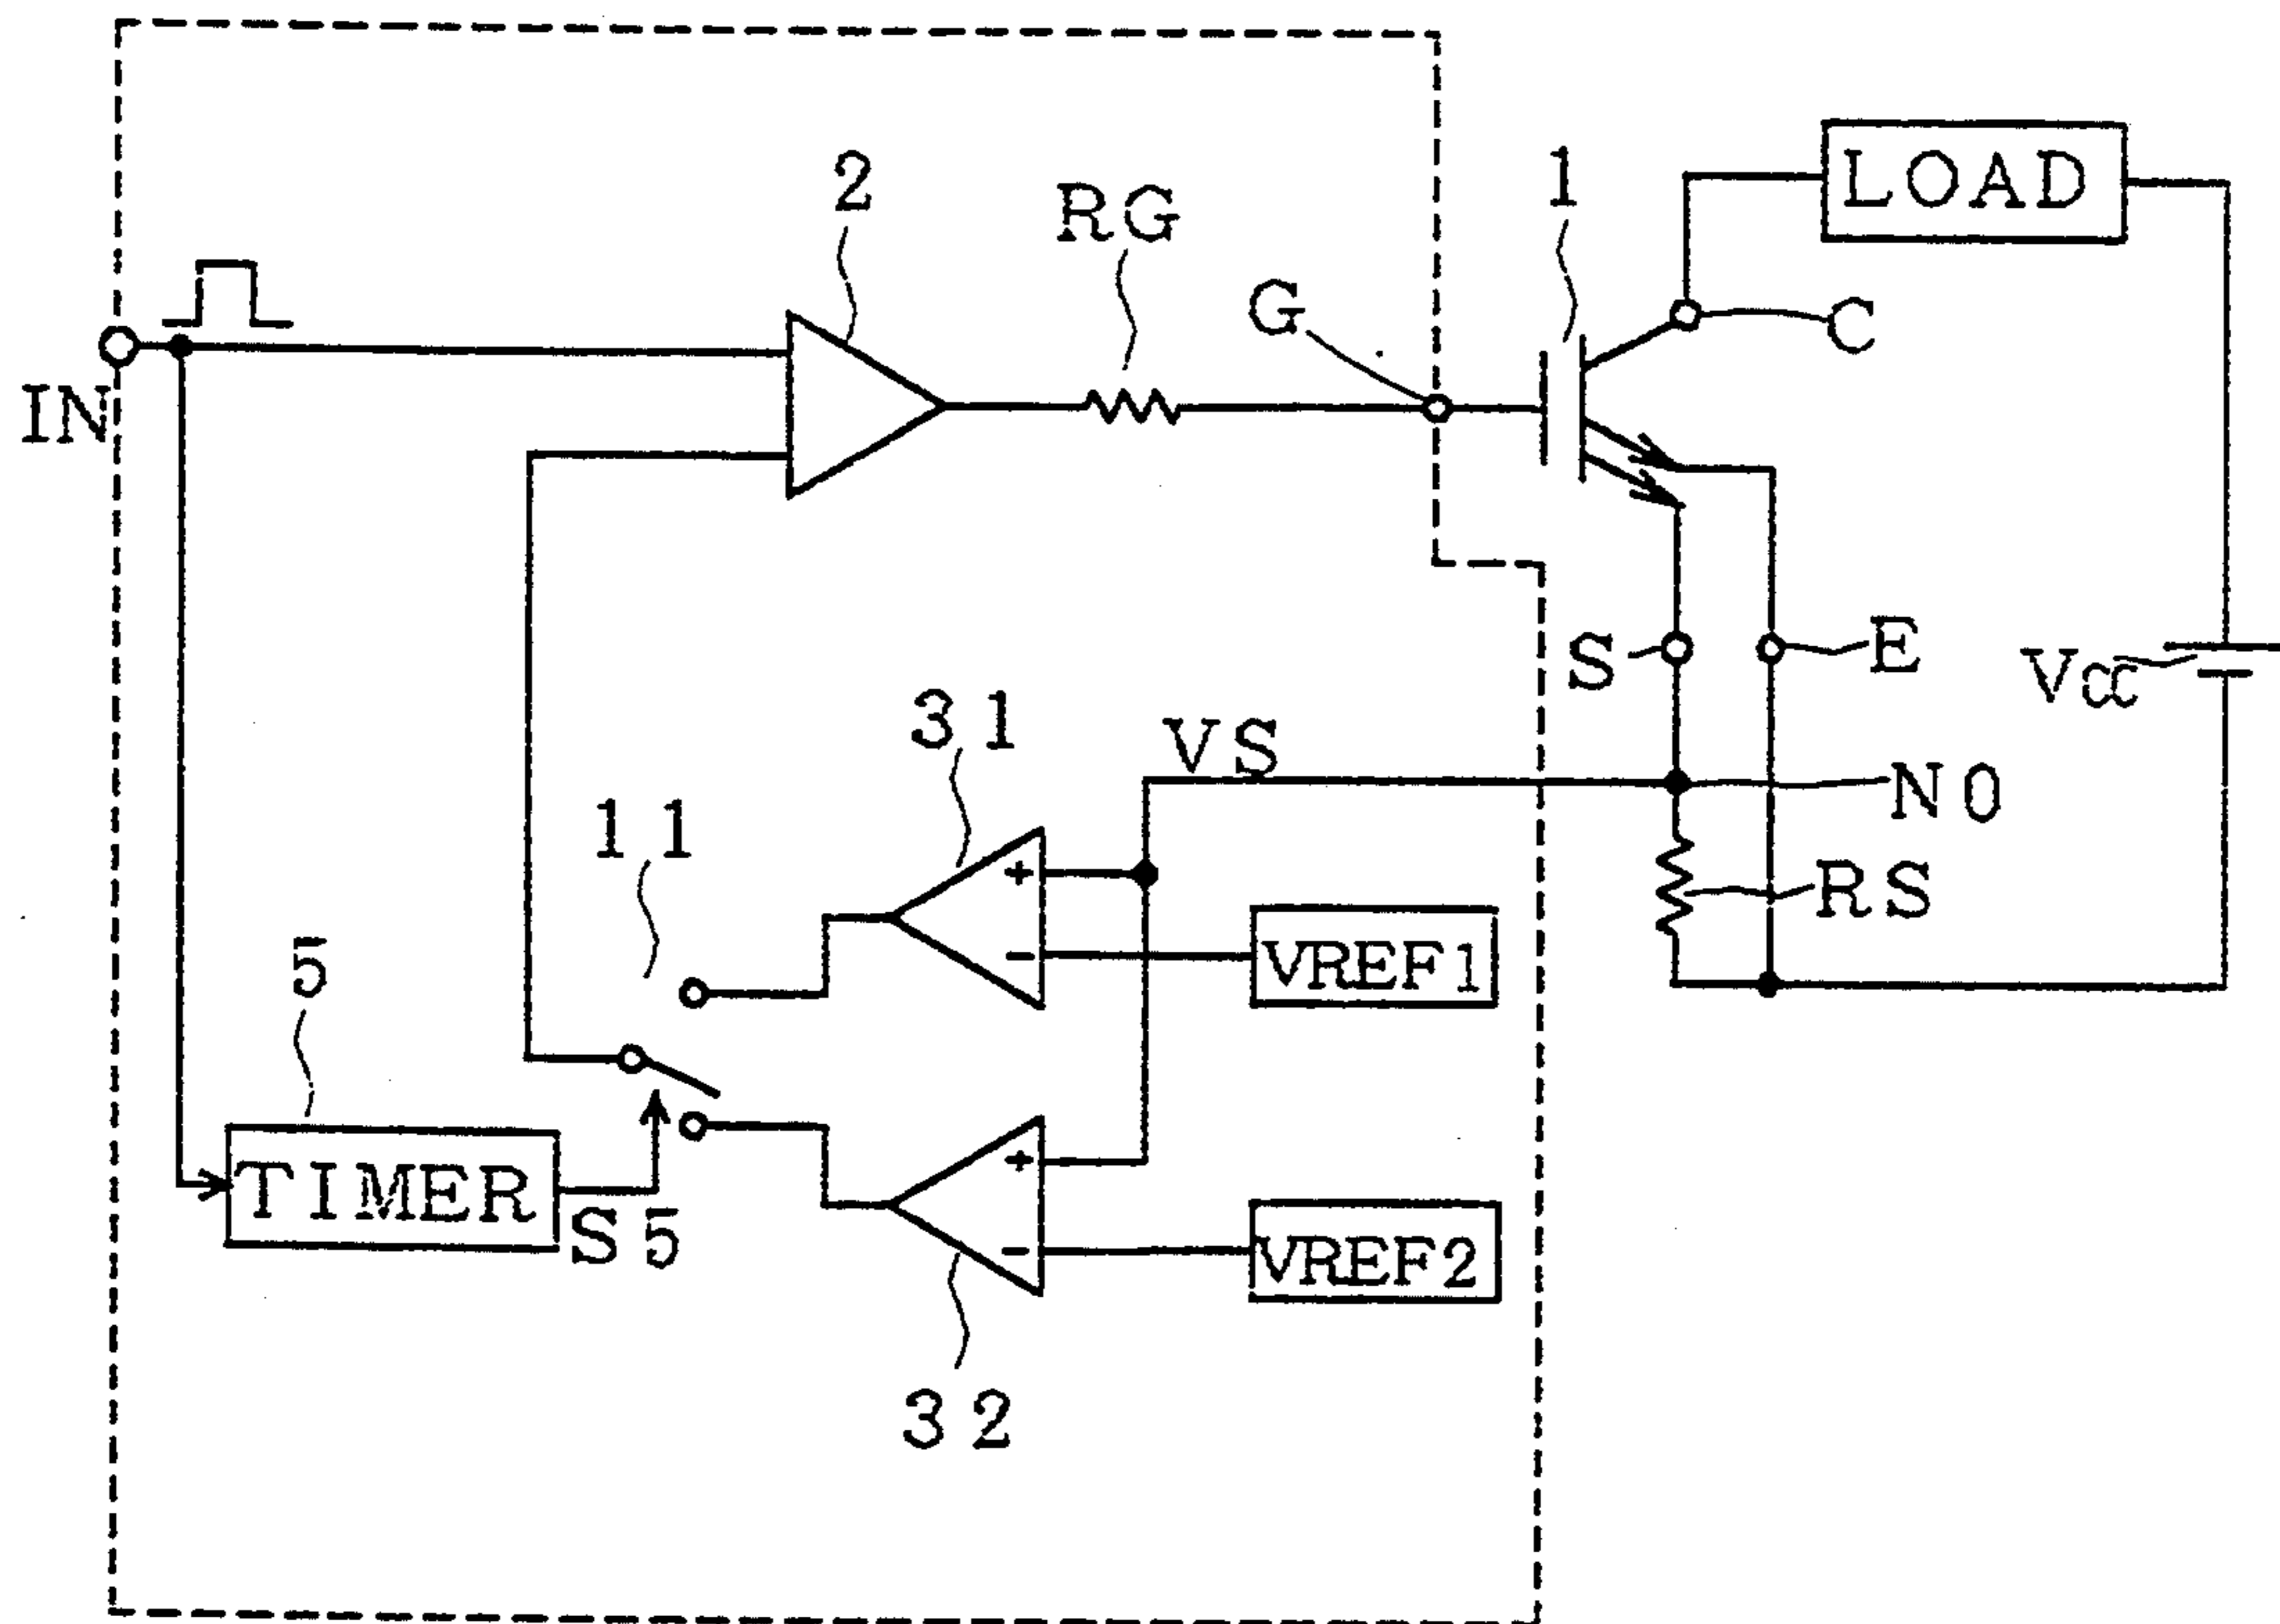 LOAD
2
RG
1
G
C
IN
S
E
Vcc
31
VS
N0
11
RS
5
+
-
VREF1
TIMER
S5
+
-
VREF2
32